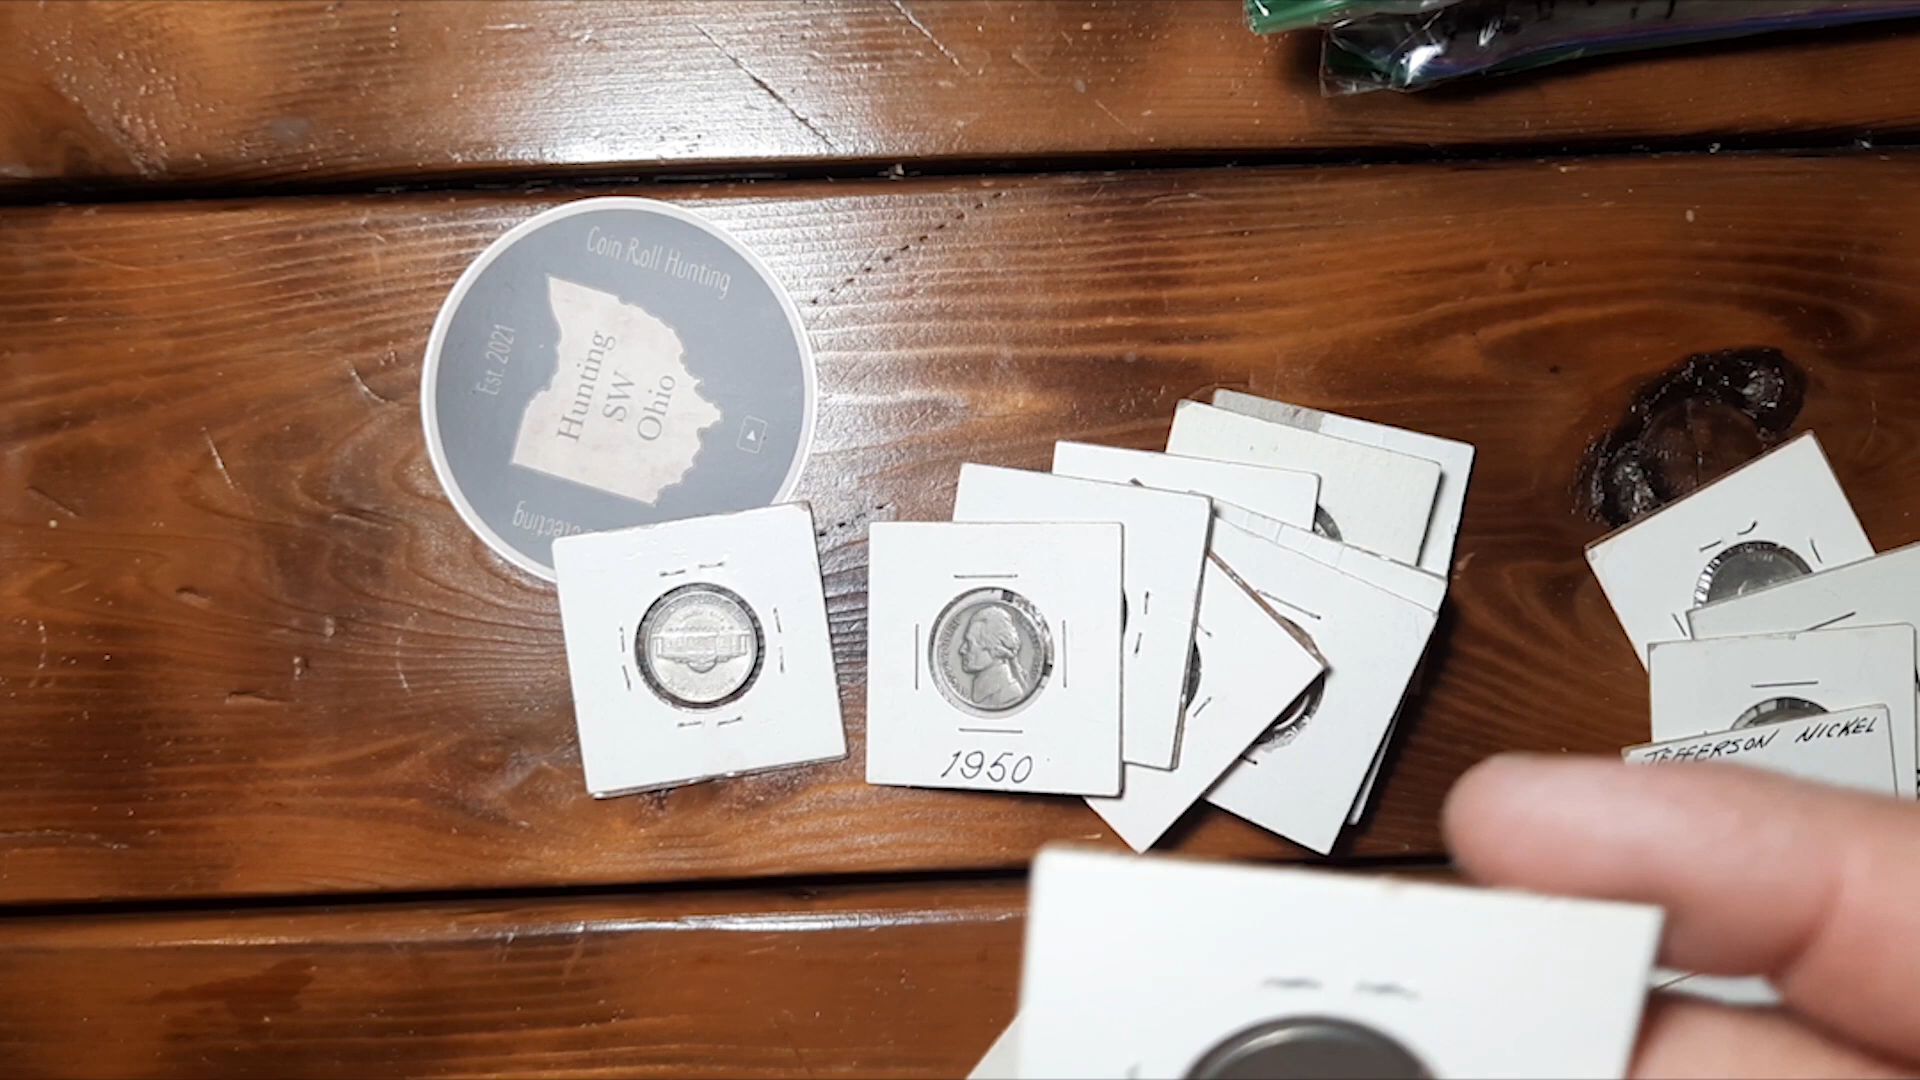 Coin Roll Hunting
Est. 2021
Hunting
SW
Ohio
1950
JEFFERSON NICKEL